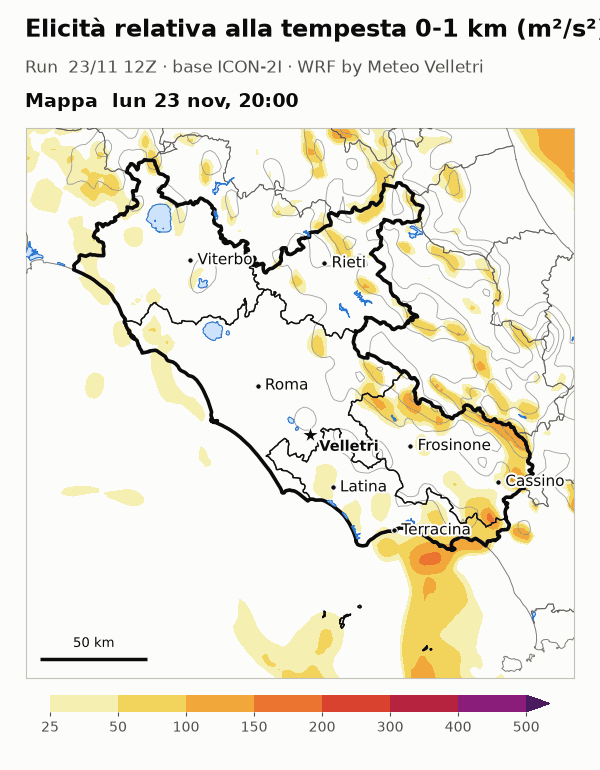 Elicità relativa alla tempesta 0-1 km (m²/s²)
Run 23/11 12Z · base ICON-2I · WRF by Meteo Velletri
Mappa lun 23 nov, 20:00
Viterbo
Rieti
Roma
Velletri
Frosinone
Latina
Cassino
Terracina
50 km
25 50 100 150 200 300 400 500